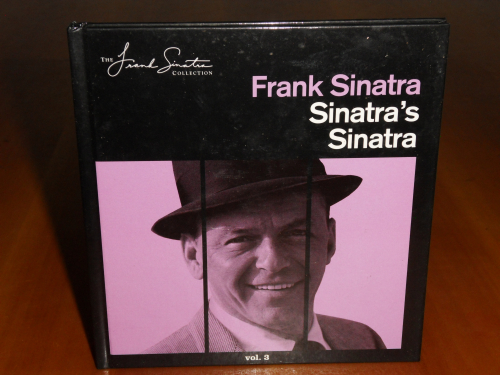 THE Frank Sinatra
COLLECTION
Frank Sinatra
Sinatra's
Sinatra
vol. 3